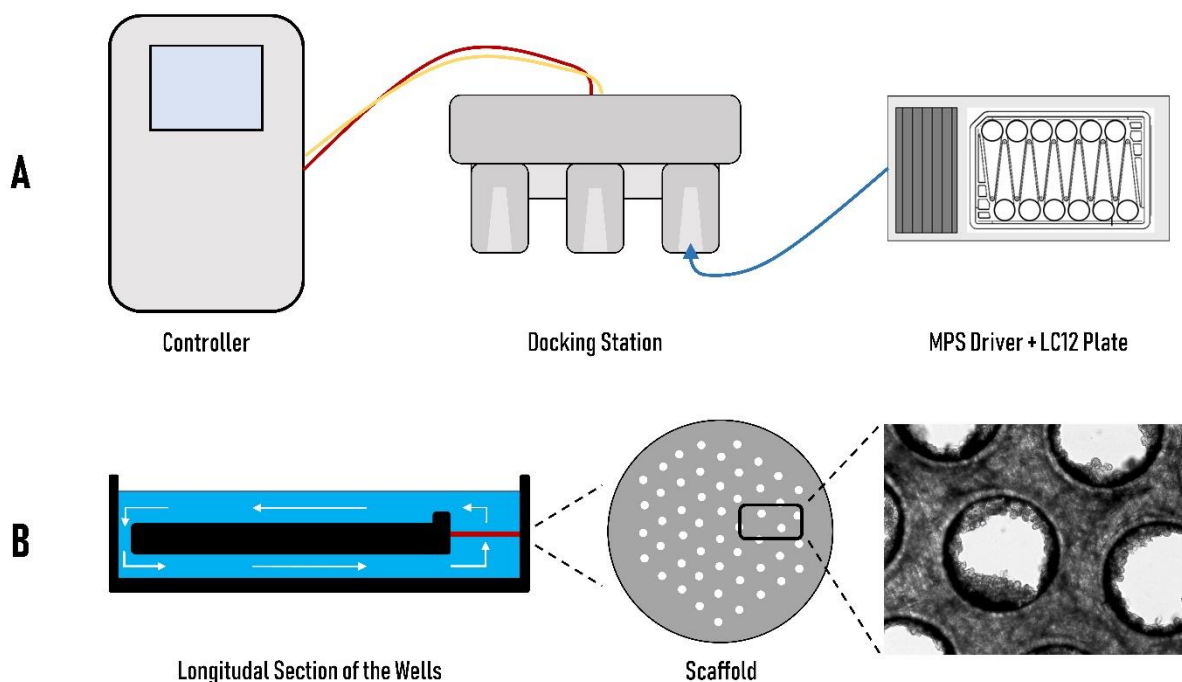 A
Controller
Docking Station
MPS Driver + LC12 Plate
B
Longitudal Section of the Wells
Scaffold